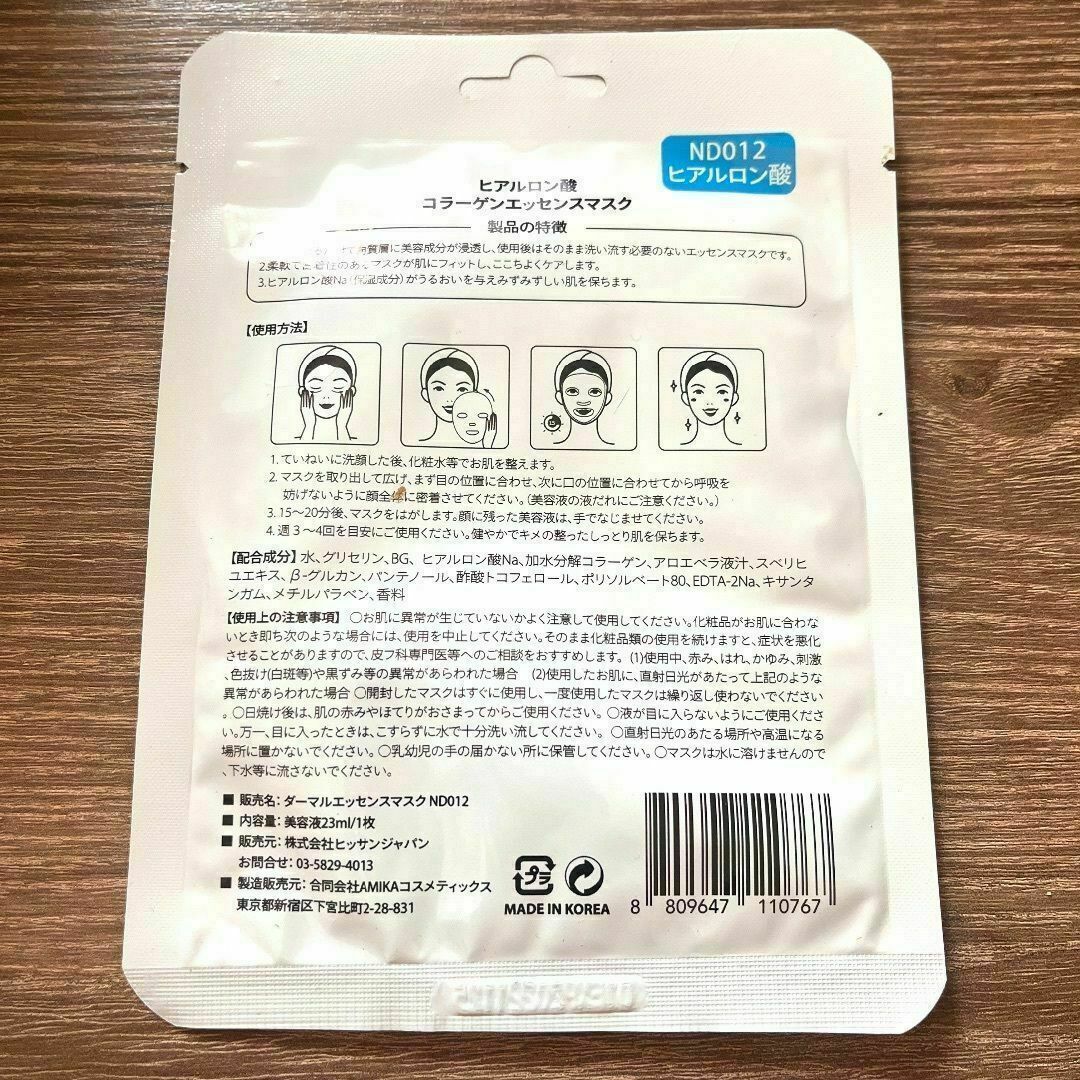 ND012
ヒアルロン酸
ヒアルロン酸
コラーゲンエッセンスマスク
製品の特徴
質層に美容成分が浸透し、使用後はそのまま洗い流す必要のないエッセンスマスクです。
2.柔軟で密着性のあるマスクが肌にフィットし、ここちよくケアします。
3.ヒアルロン酸Na（保湿成分）がうるおいを与えみずみずしい肌を保ちます。
【使用方法】
1.ていねいに洗顔した後、化粧水等でお肌を整えます。
2.マスクを取り出して広げ、まず目の位置に合わせ、次に口の位置に合わせてから呼吸を
妨げないように顔全体に密着させてください。（美容液の液だれにご注意ください。）
3.15～20分後、マスクをはがします。顔に残った美容液は、手でなじませてください。
4.週３～4回を目安にご使用ください。健やかでキメの整ったしっとり肌を保ちます。
【配合成分】水、グリセリン、BG、ヒアルロン酸Na、加水分解コラーゲン、アロエベラ液汁、スベリヒ
ユエキス、β-グルカン、パンテノール、酢酸トコフェロール、ポリソルベート80、EDTA-2Na、キサンタ
ンガム、メチルパラベン、香料
【使用上の注意事項】○お肌に異常が生じていないかよく注意して使用してください。化粧品がお肌に合わな
いとき即ち次のような場合には、使用を中止してください。そのまま化粧品類の使用を続けますと、症状を悪化
させることがありますので、皮フ科専門医等へのご相談をおすすめします。(1)使用中、赤み、はれ、かゆみ、刺激
、色抜け(白斑等)や黒ずみ等の異常があらわれた場合 (2)使用したお肌に、直射日光があたって上記のような
異常があらわれた場合 ○開封したマスクはすぐに使用し、一度使用したマスクは繰り返し使わないでください
。○日焼け後は、肌の赤みやほてりがおさまってからご使用ください。○液が目に入らないようにご使用くださ
い。万一、目に入ったときは、こすらずに水で十分洗い流してください。○直射日光のあたる場所や高温になる
場所に置かないでください。○乳幼児の手の届かない所に保管してください。○マスクは水に溶けませんので
、下水等に流さないでください。
■ 販売名：ダーマルエッセンスマスク ND012
■ 内容量：美容液23ml/1枚
■ 販売元：株式会社ヒッサンジャパン
お問合せ：03-5829-4013
■ 製造販売元：合同会社AMIKAコスメティックス
東京都新宿区下宮比町2-28-831
プラ
MADE IN KOREA
8 809647 110767